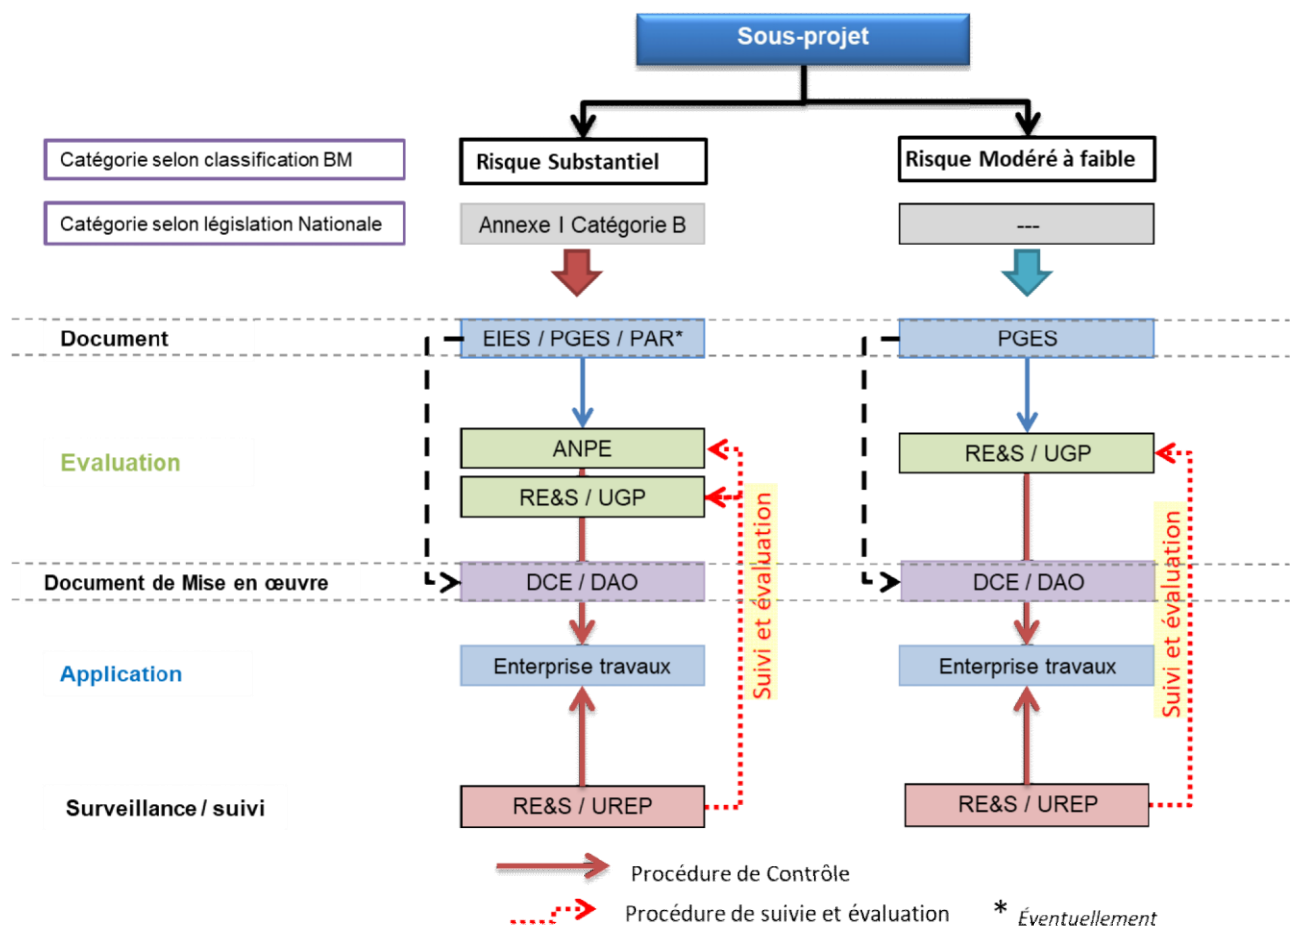 Sous-projet
Catégorie selon classification BM
Risque Substantiel
Risque Modéré à faible
Catégorie selon législation Nationale
Annexe I Catégorie B
---
Document
EIES / PGES / PAR*
PGES
Evaluation
ANPE
RE&S / UGP
RE&S / UGP
Suivi et évaluation
Suivi et évaluation
Document de Mise en œuvre
DCE / DAO
DCE / DAO
Application
Enterprise travaux
Enterprise travaux
Surveillance / suivi
RE&S / UREP
RE&S / UREP
Procédure de Contrôle
Procédure de suivie et évaluation
* Éventuellement